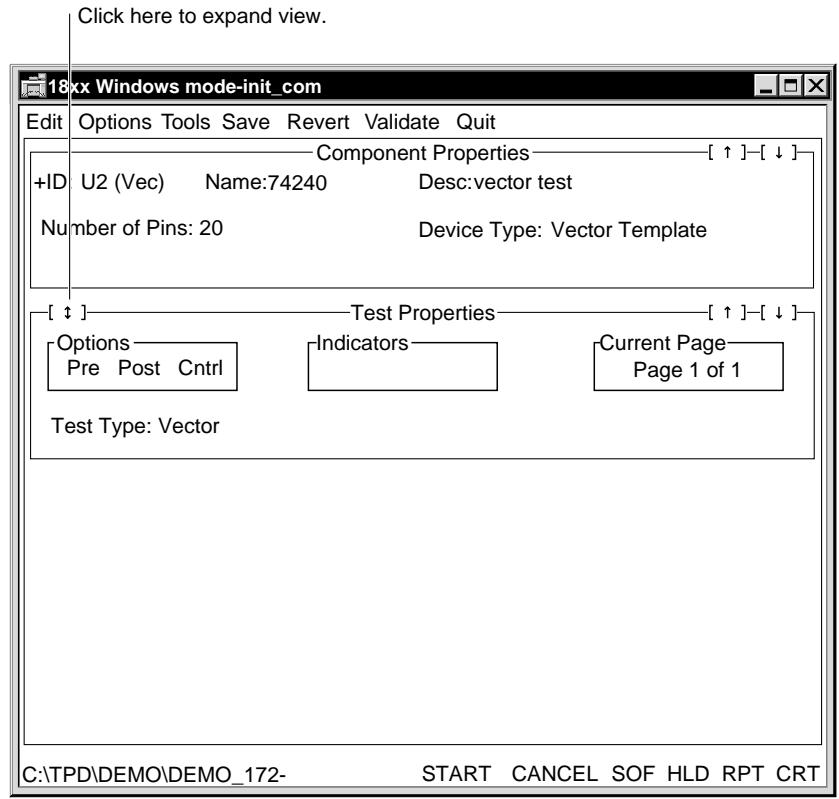 Click here to expand view.
18xx Windows mode-init_com
Edit Options Tools Save Revert Validate Quit
Component Properties [ ↑ ] [ ↓ ]
+ID: U2 (Vec) Name:74240 Desc:vector test
Number of Pins: 20 Device Type: Vector Template
[ ↕ ] Test Properties [ ↑ ] [ ↓ ]
Options Indicators Current Page
Pre Post Cntrl Page 1 of 1
Test Type: Vector
C:\TPD\DEMO\DEMO_172- START CANCEL SOF HLD RPT CRT